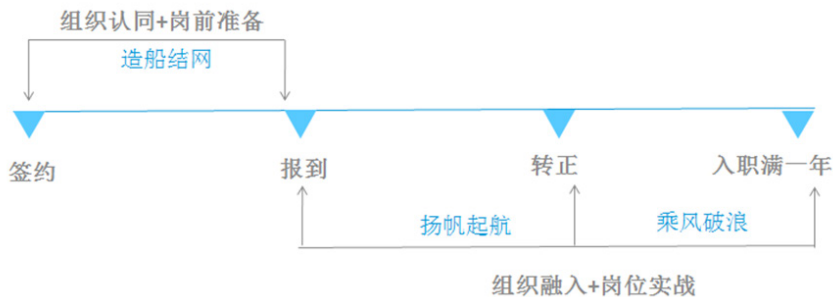 组织认同+岗前准备
造船结网
签约
报到
转正
入职满一年
扬帆起航
乘风破浪
组织融入+岗位实战